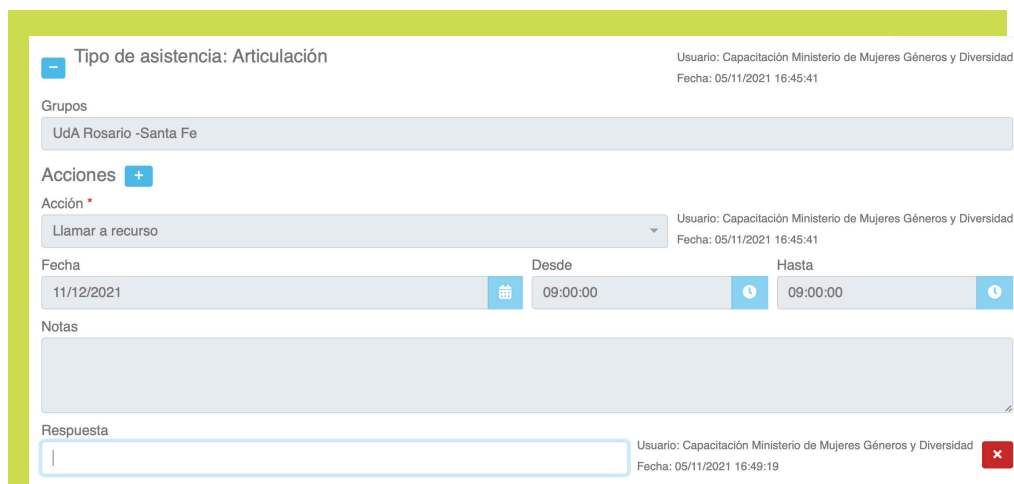 Tipo de asistencia: Articulación
Usuario: Capacitación Ministerio de Mujeres Géneros y Diversidad
Fecha: 05/11/2021 16:45:41
Grupos
UdA Rosario -Santa Fe
Acciones +
Acción *
Llamar a recurso
Usuario: Capacitación Ministerio de Mujeres Géneros y Diversidad
Fecha: 05/11/2021 16:45:41
Fecha Desde Hasta
11/12/2021 09:00:00 09:00:00
Notas
Respuesta
Usuario: Capacitación Ministerio de Mujeres Géneros y Diversidad
Fecha: 05/11/2021 16:49:19